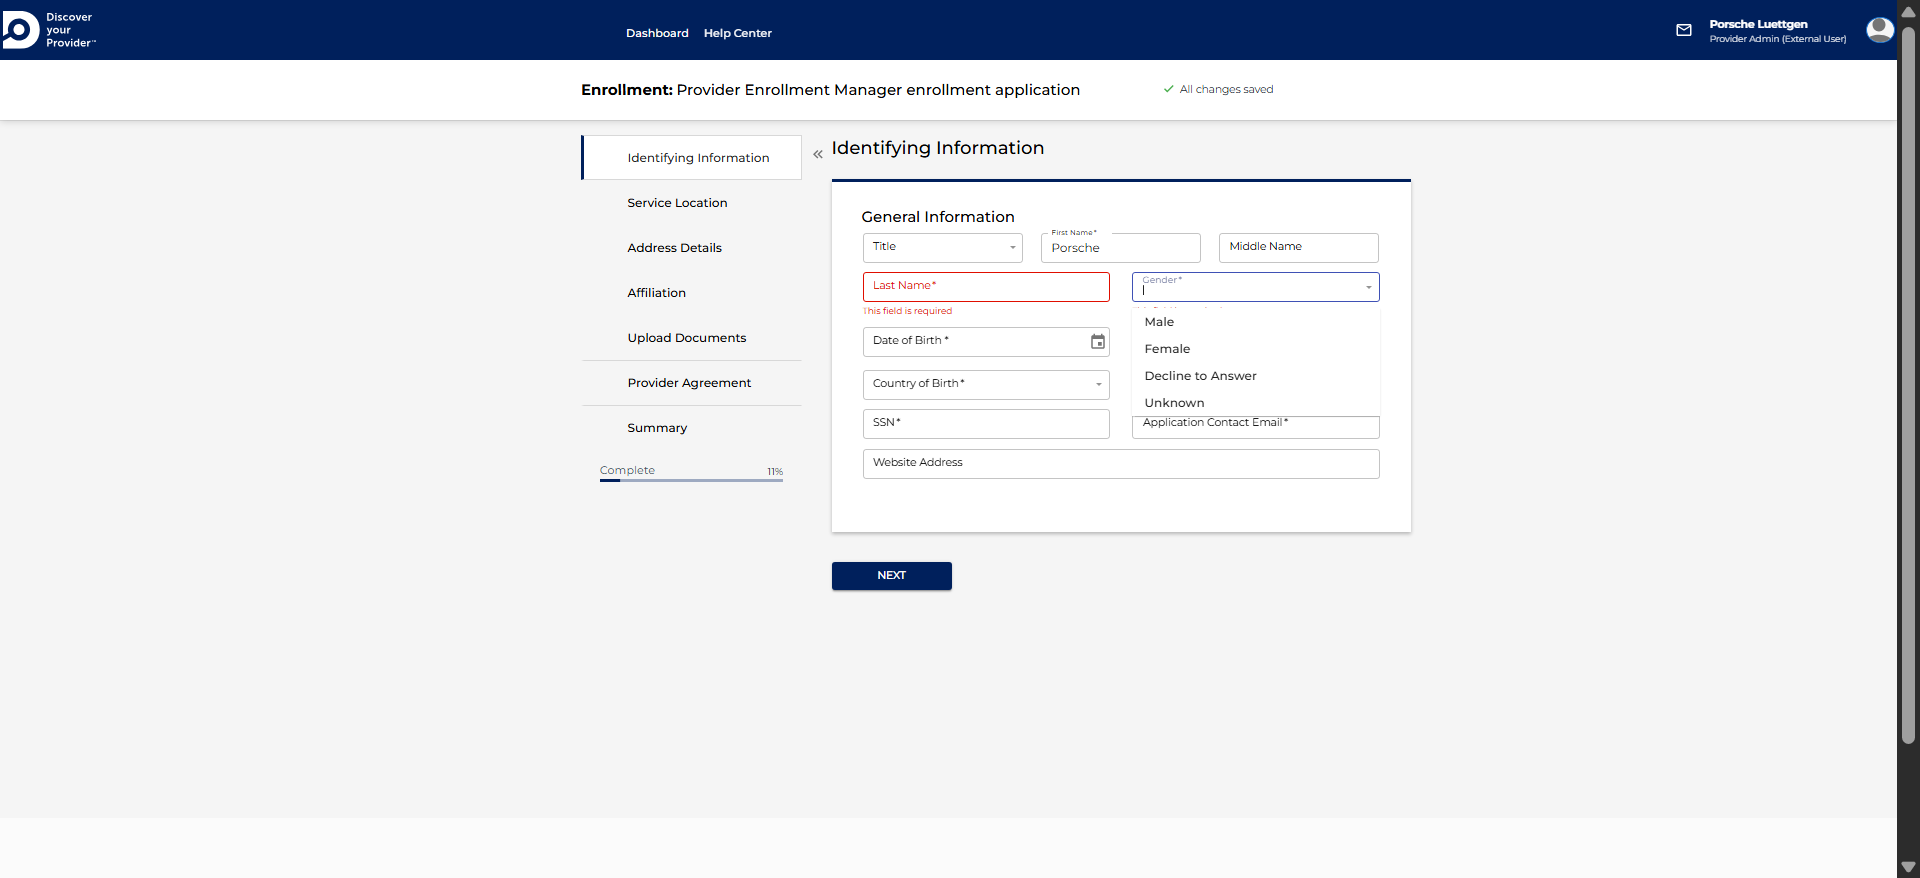 Discover
your
Provider™
Dashboard
Help Center
Porsche Luettgen
Provider Admin (External User)
Enrollment: Provider Enrollment Manager enrollment application
All changes saved
Identifying Information
Service Location
Address Details
Affiliation
Upload Documents
Provider Agreement
Summary
Complete
11%
Identifying Information
General Information
Title
First Name*
Porsche
Middle Name
Last Name*
This field is required
Gender*
Male
Female
Decline to Answer
Unknown
Date of Birth *
Country of Birth*
SSN*
Application Contact Email*
Website Address
NEXT